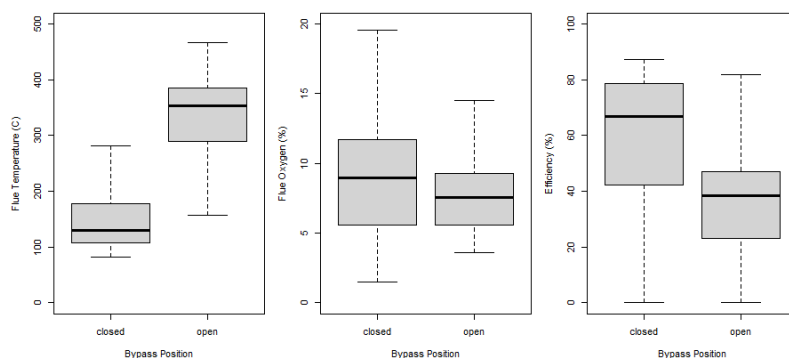 Flue Temperature (C)
500
400
300
200
100
0
closed open
Bypass Position
Flue Oxygen (%)
20
15
10
5
0
closed open
Bypass Position
Efficiency (%)
100
80
60
40
20
0
closed open
Bypass Position